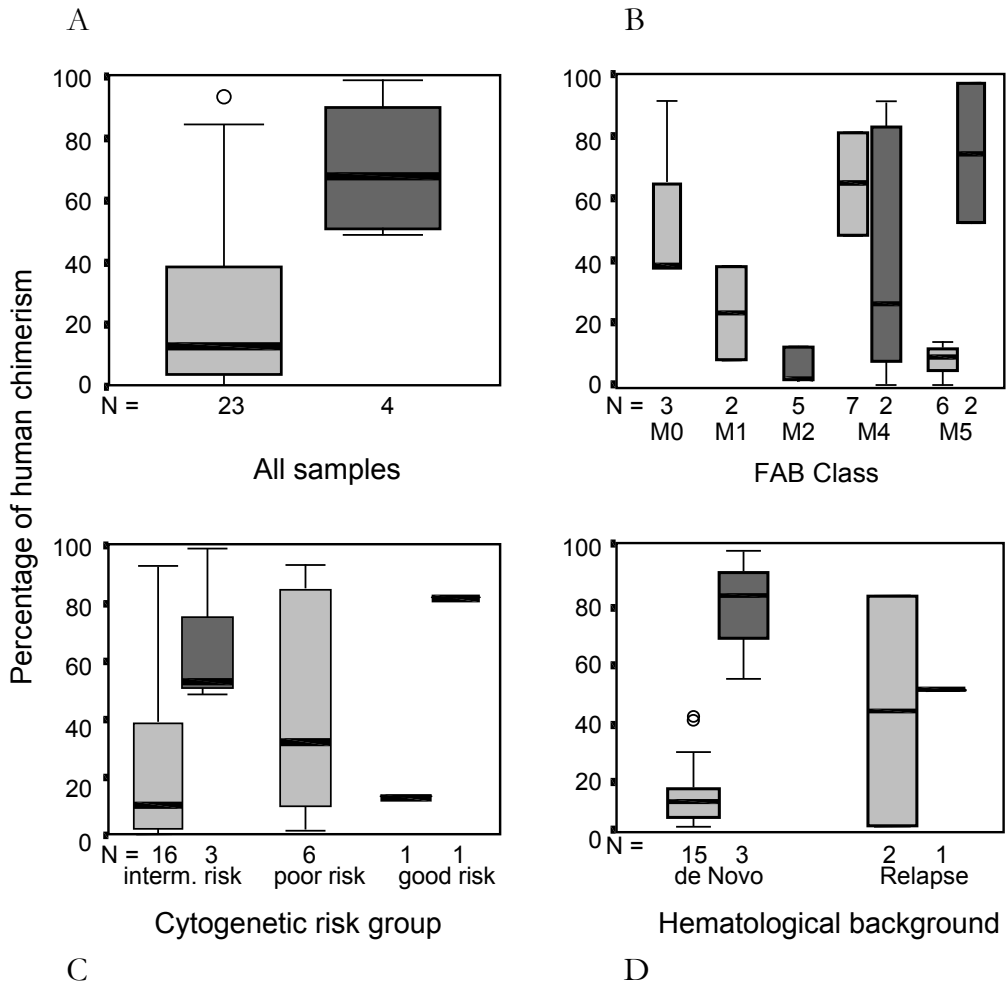 A
B
Percentage of human chimerism
100
80
60
40
20
0
N = 23 4
All samples
100
80
60
40
20
0
N = 3 2 5 7 2 6 2
M0 M1 M2 M4 M5
FAB Class
100
80
60
40
20
0
N = 16 3 6 1 1
interm. risk poor risk good risk
Cytogenetic risk group
100
80
60
40
20
0
N = 15 3 2 1
de Novo Relapse
Hematological background
C
D